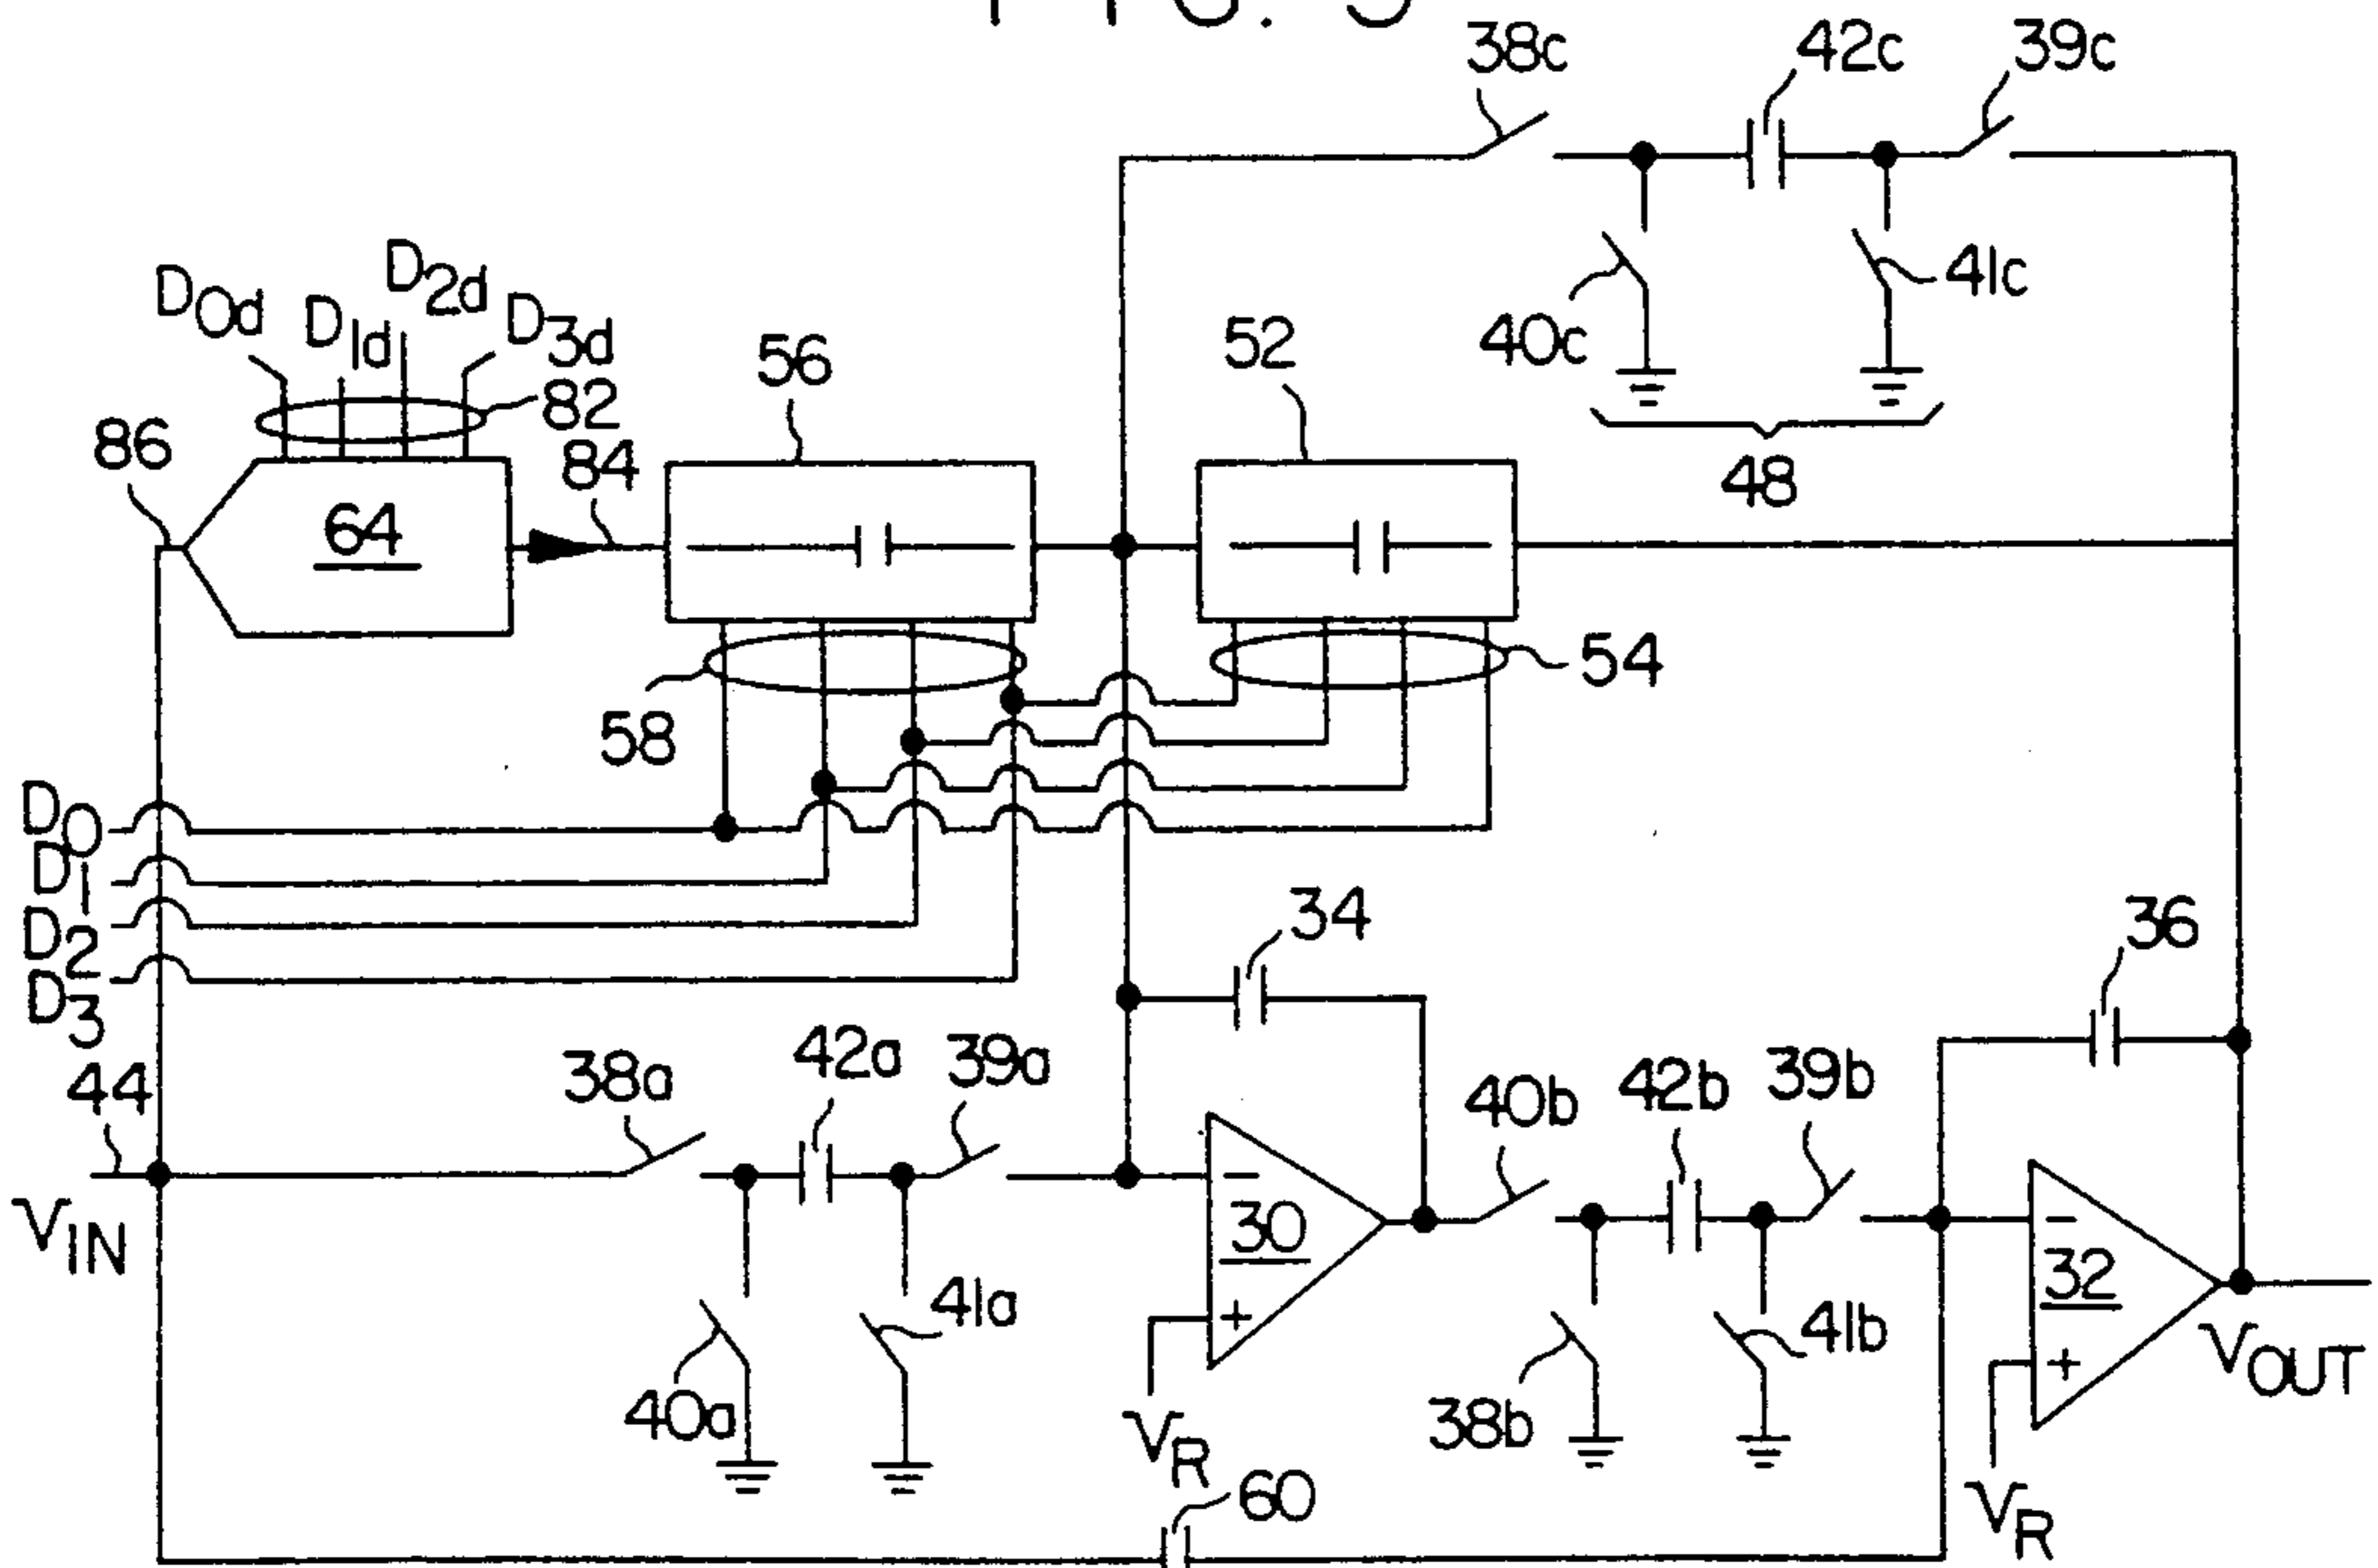 38c
42c
39c
D2d
D0d
D1d
D3d
40c
41c
56
52
82
86
84
48
64
54
58
D0
D1
D2
D3
34
36
44
38a
42a
39a
40b
42b
39b
VIN
−
30
+
−
32
+
41a
41b
40a
38b
VOUT
VR
60
VR